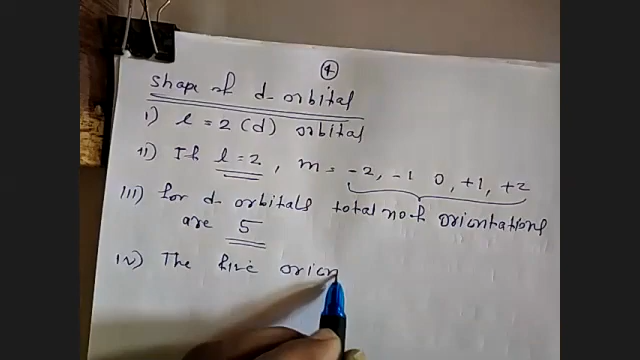 4
Shape of d-orbital
i) l = 2 (d) orbital
ii) If l = 2, m = -2, -1 0, +1, +2
iii) for d orbitals total no of orientations
are 5
iv) The five orien